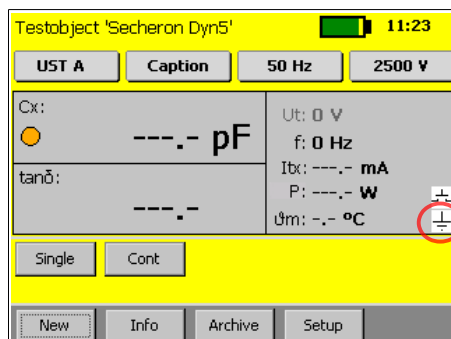 Testobject 'Secheron Dyn5' 11:23
UST A Caption 50 Hz 2500 V
Cx:
---.- pF
tanδ:
---.-
Ut: 0 V
f: 0 Hz
Itx: ---.- mA
P: ---.- W
ϑm: -.- ºC
Single Cont
New Info Archive Setup